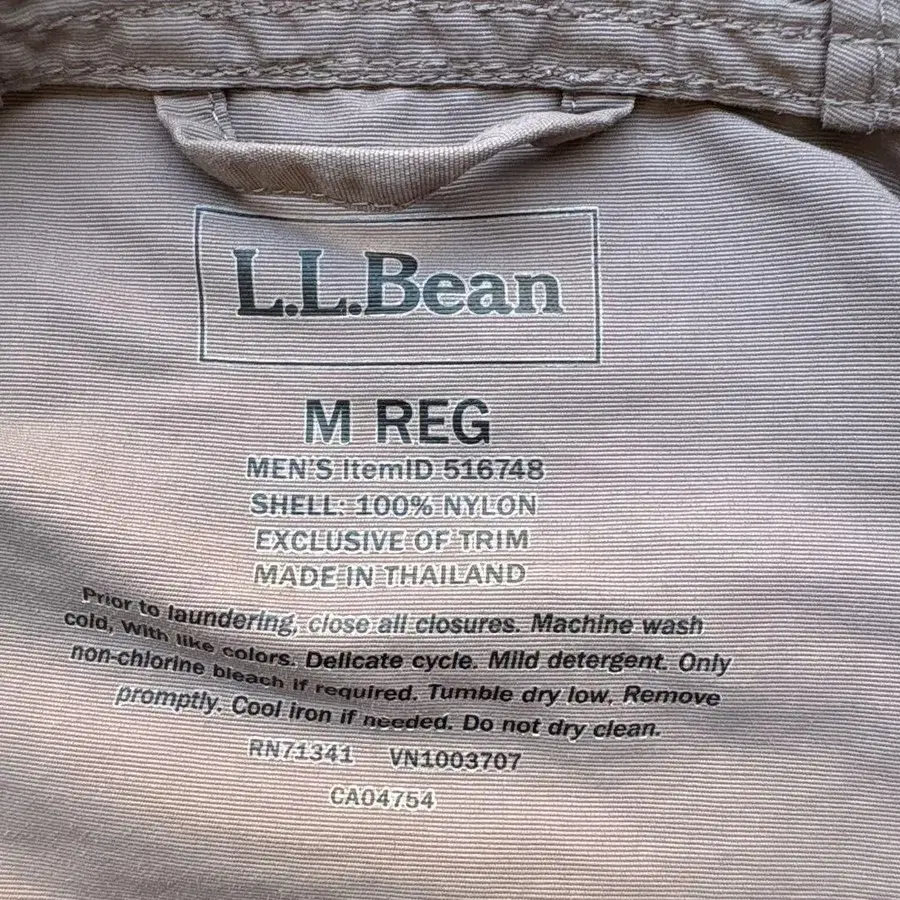 L.L.Bean
M REG
MEN'S ItemID 516748
SHELL: 100% NYLON
EXCLUSIVE OF TRIM
MADE IN THAILAND
Prior to laundering, close all closures. Machine wash
cold, With like colors. Delicate cycle. Mild detergent. Only
non-chlorine bleach if required. Tumble dry low, Remove
promptly. Cool iron if needed. Do not dry clean.
RN71341 VN1003707
CA04754